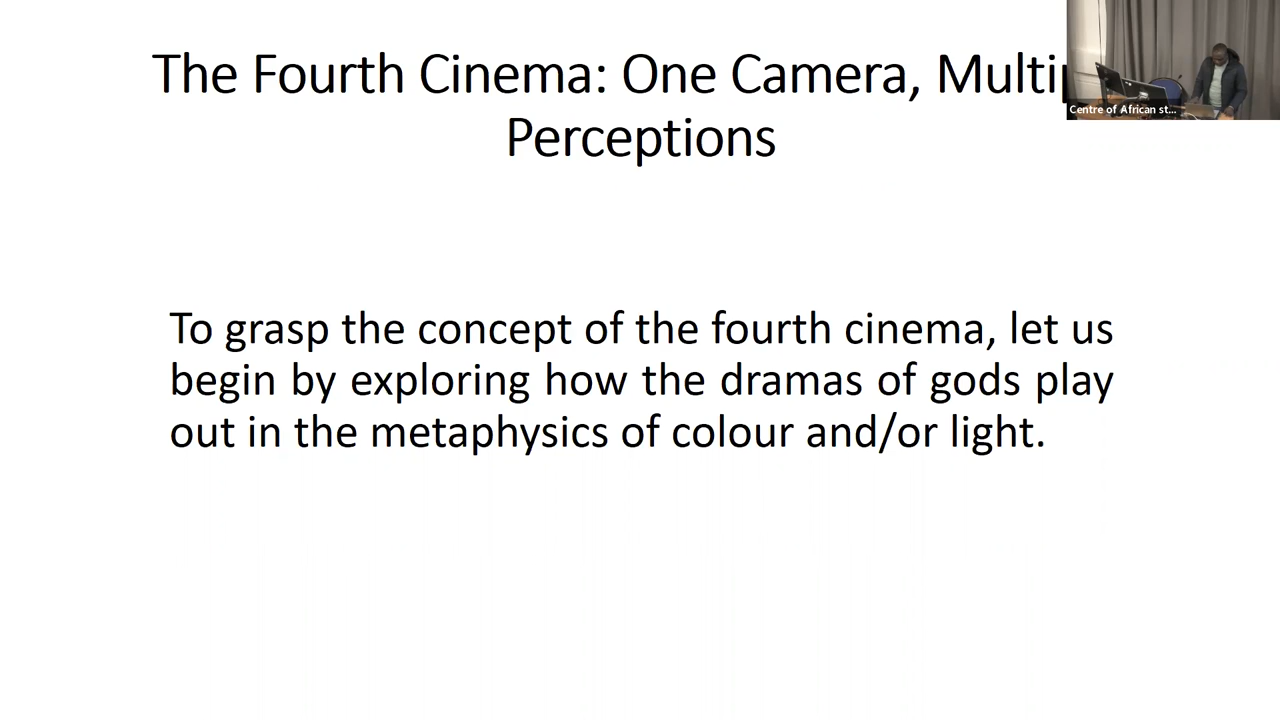 The Fourth Cinema: One Camera,
Perceptions
Centre of African st...
To grasp the concept of the fourth cinema, let us
begin by exploring how the dramas of gods play
out in the metaphysics of colour and/or light.